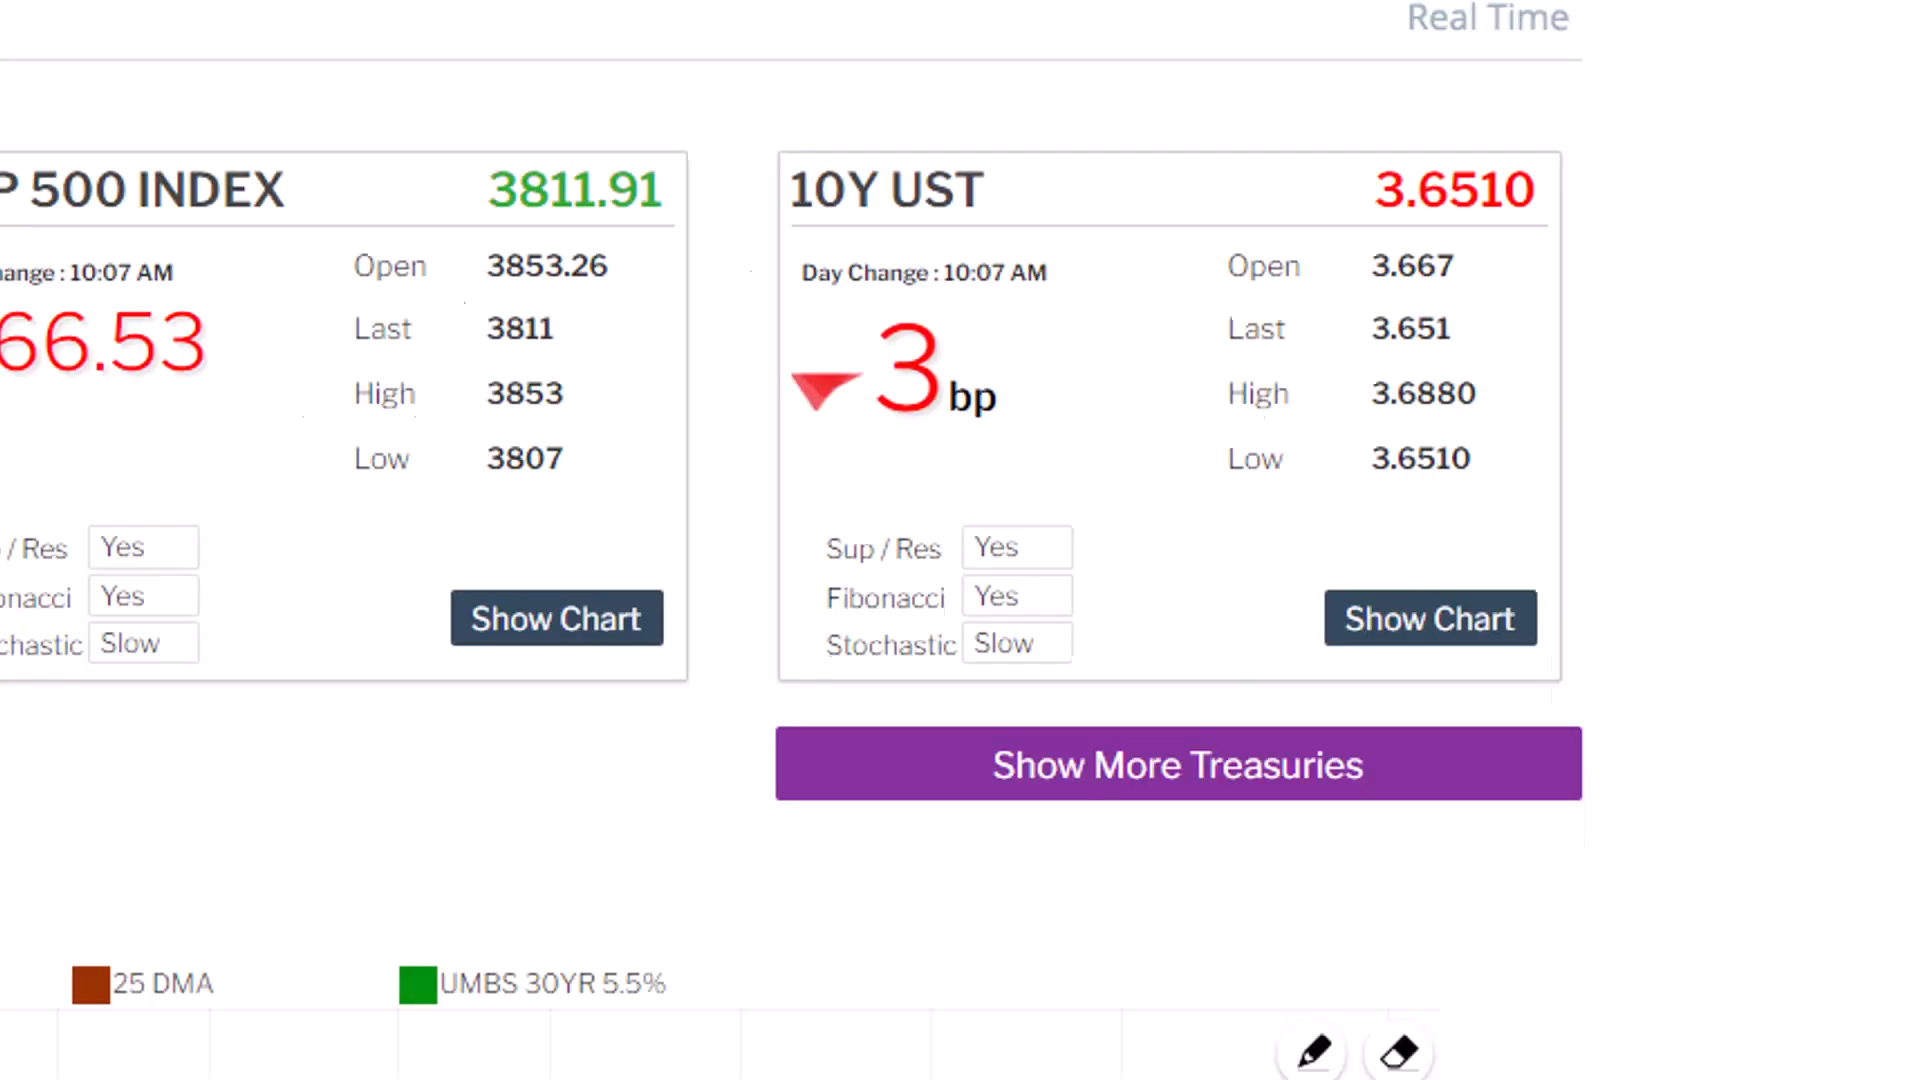 Real Time
P 500 INDEX 3811.91
ange : 10:07 AM
66.53
Open 3853.26
Last 3811
High 3853
Low 3807
/ Res Yes
onacci Yes
chastic Slow
Show Chart
10Y UST 3.6510
Day Change : 10:07 AM
3 bp
Open 3.667
Last 3.651
High 3.6880
Low 3.6510
Sup / Res Yes
Fibonacci Yes
Stochastic Slow
Show Chart
Show More Treasuries
25 DMA
UMBS 30YR 5.5%